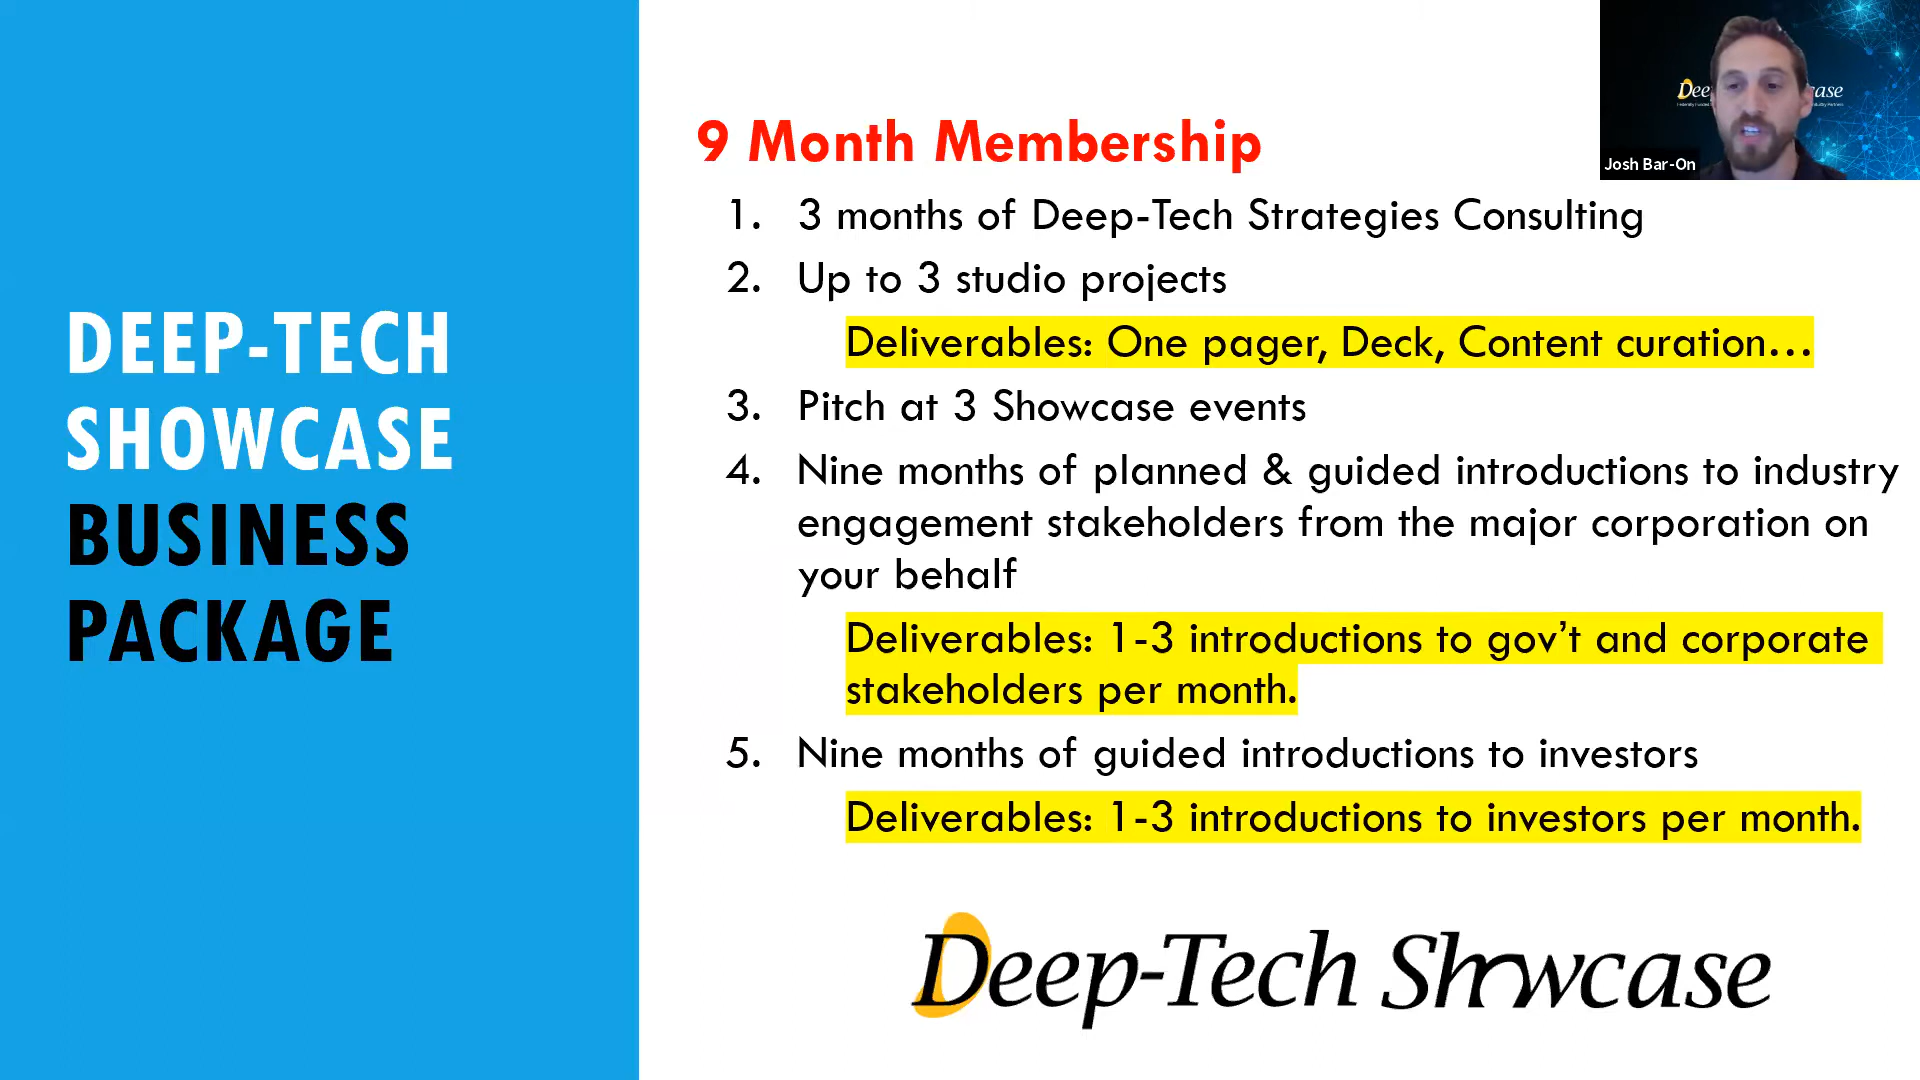 DEEP-TECH
SHOWCASE
BUSINESS
PACKAGE
9 Month Membership
1. 3 months of Deep-Tech Strategies Consulting
2. Up to 3 studio projects
Deliverables: One pager, Deck, Content curation…
3. Pitch at 3 Showcase events
4. Nine months of planned & guided introductions to industry
engagement stakeholders from the major corporation on
your behalf
Deliverables: 1-3 introductions to gov’t and corporate
stakeholders per month.
5. Nine months of guided introductions to investors
Deliverables: 1-3 introductions to investors per month.
Deep-Tech Showcase
Josh Bar-On